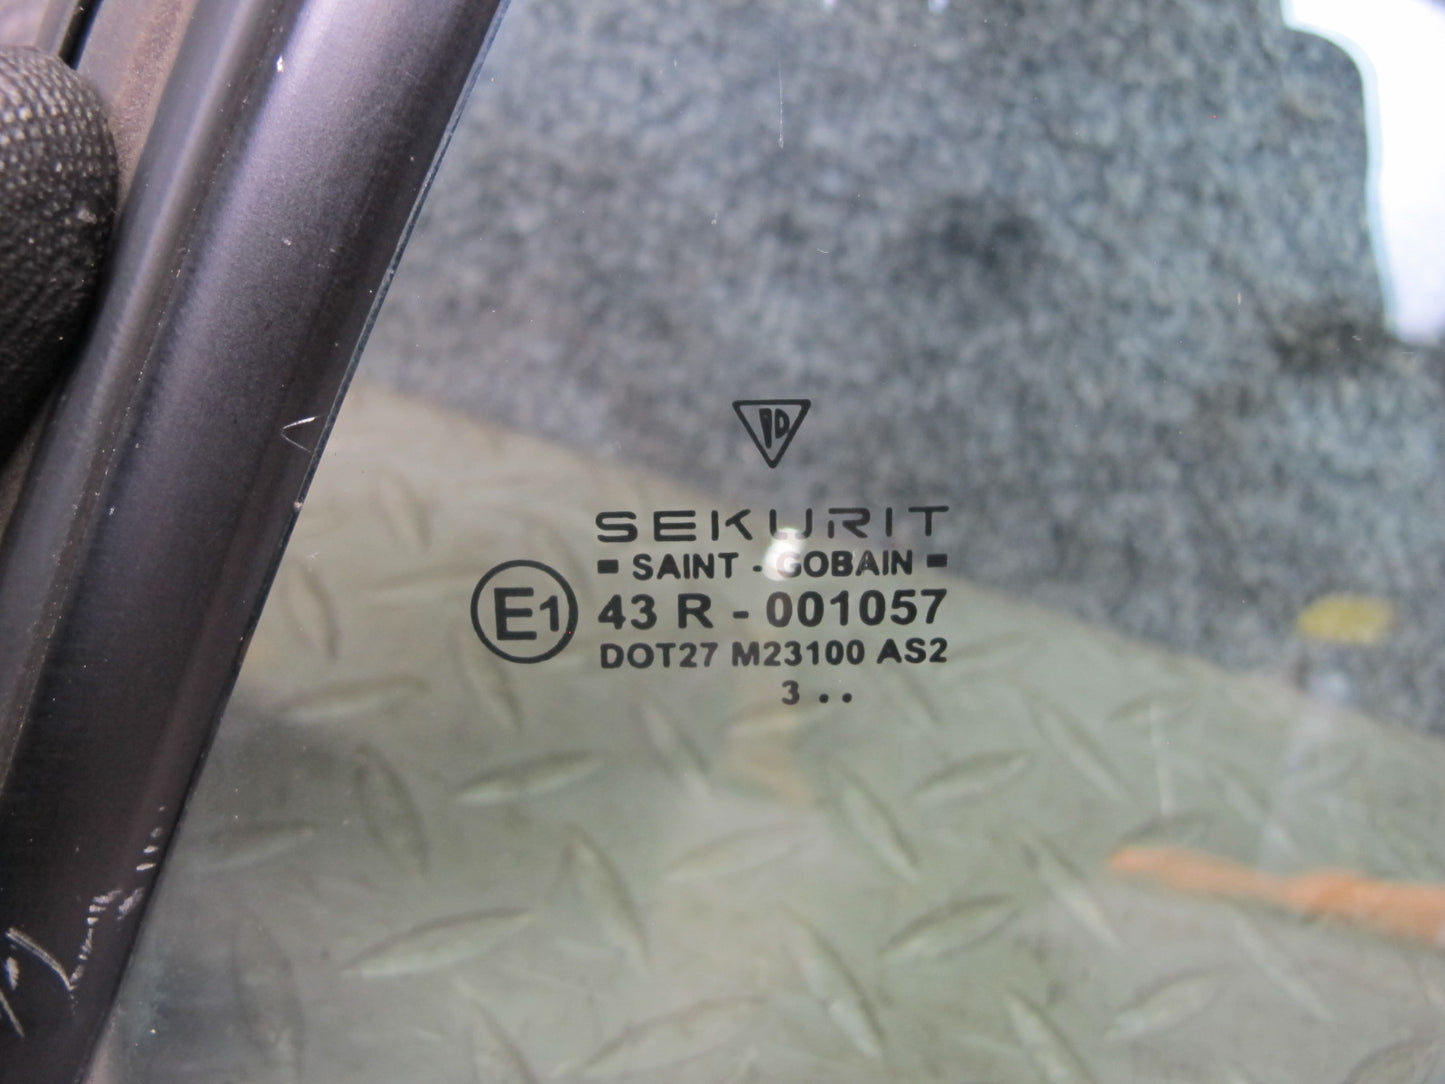 SEKURIT
SAINT - GOBAIN
E1
43 R - 001057
DOT27 M23100 AS2
3 ..